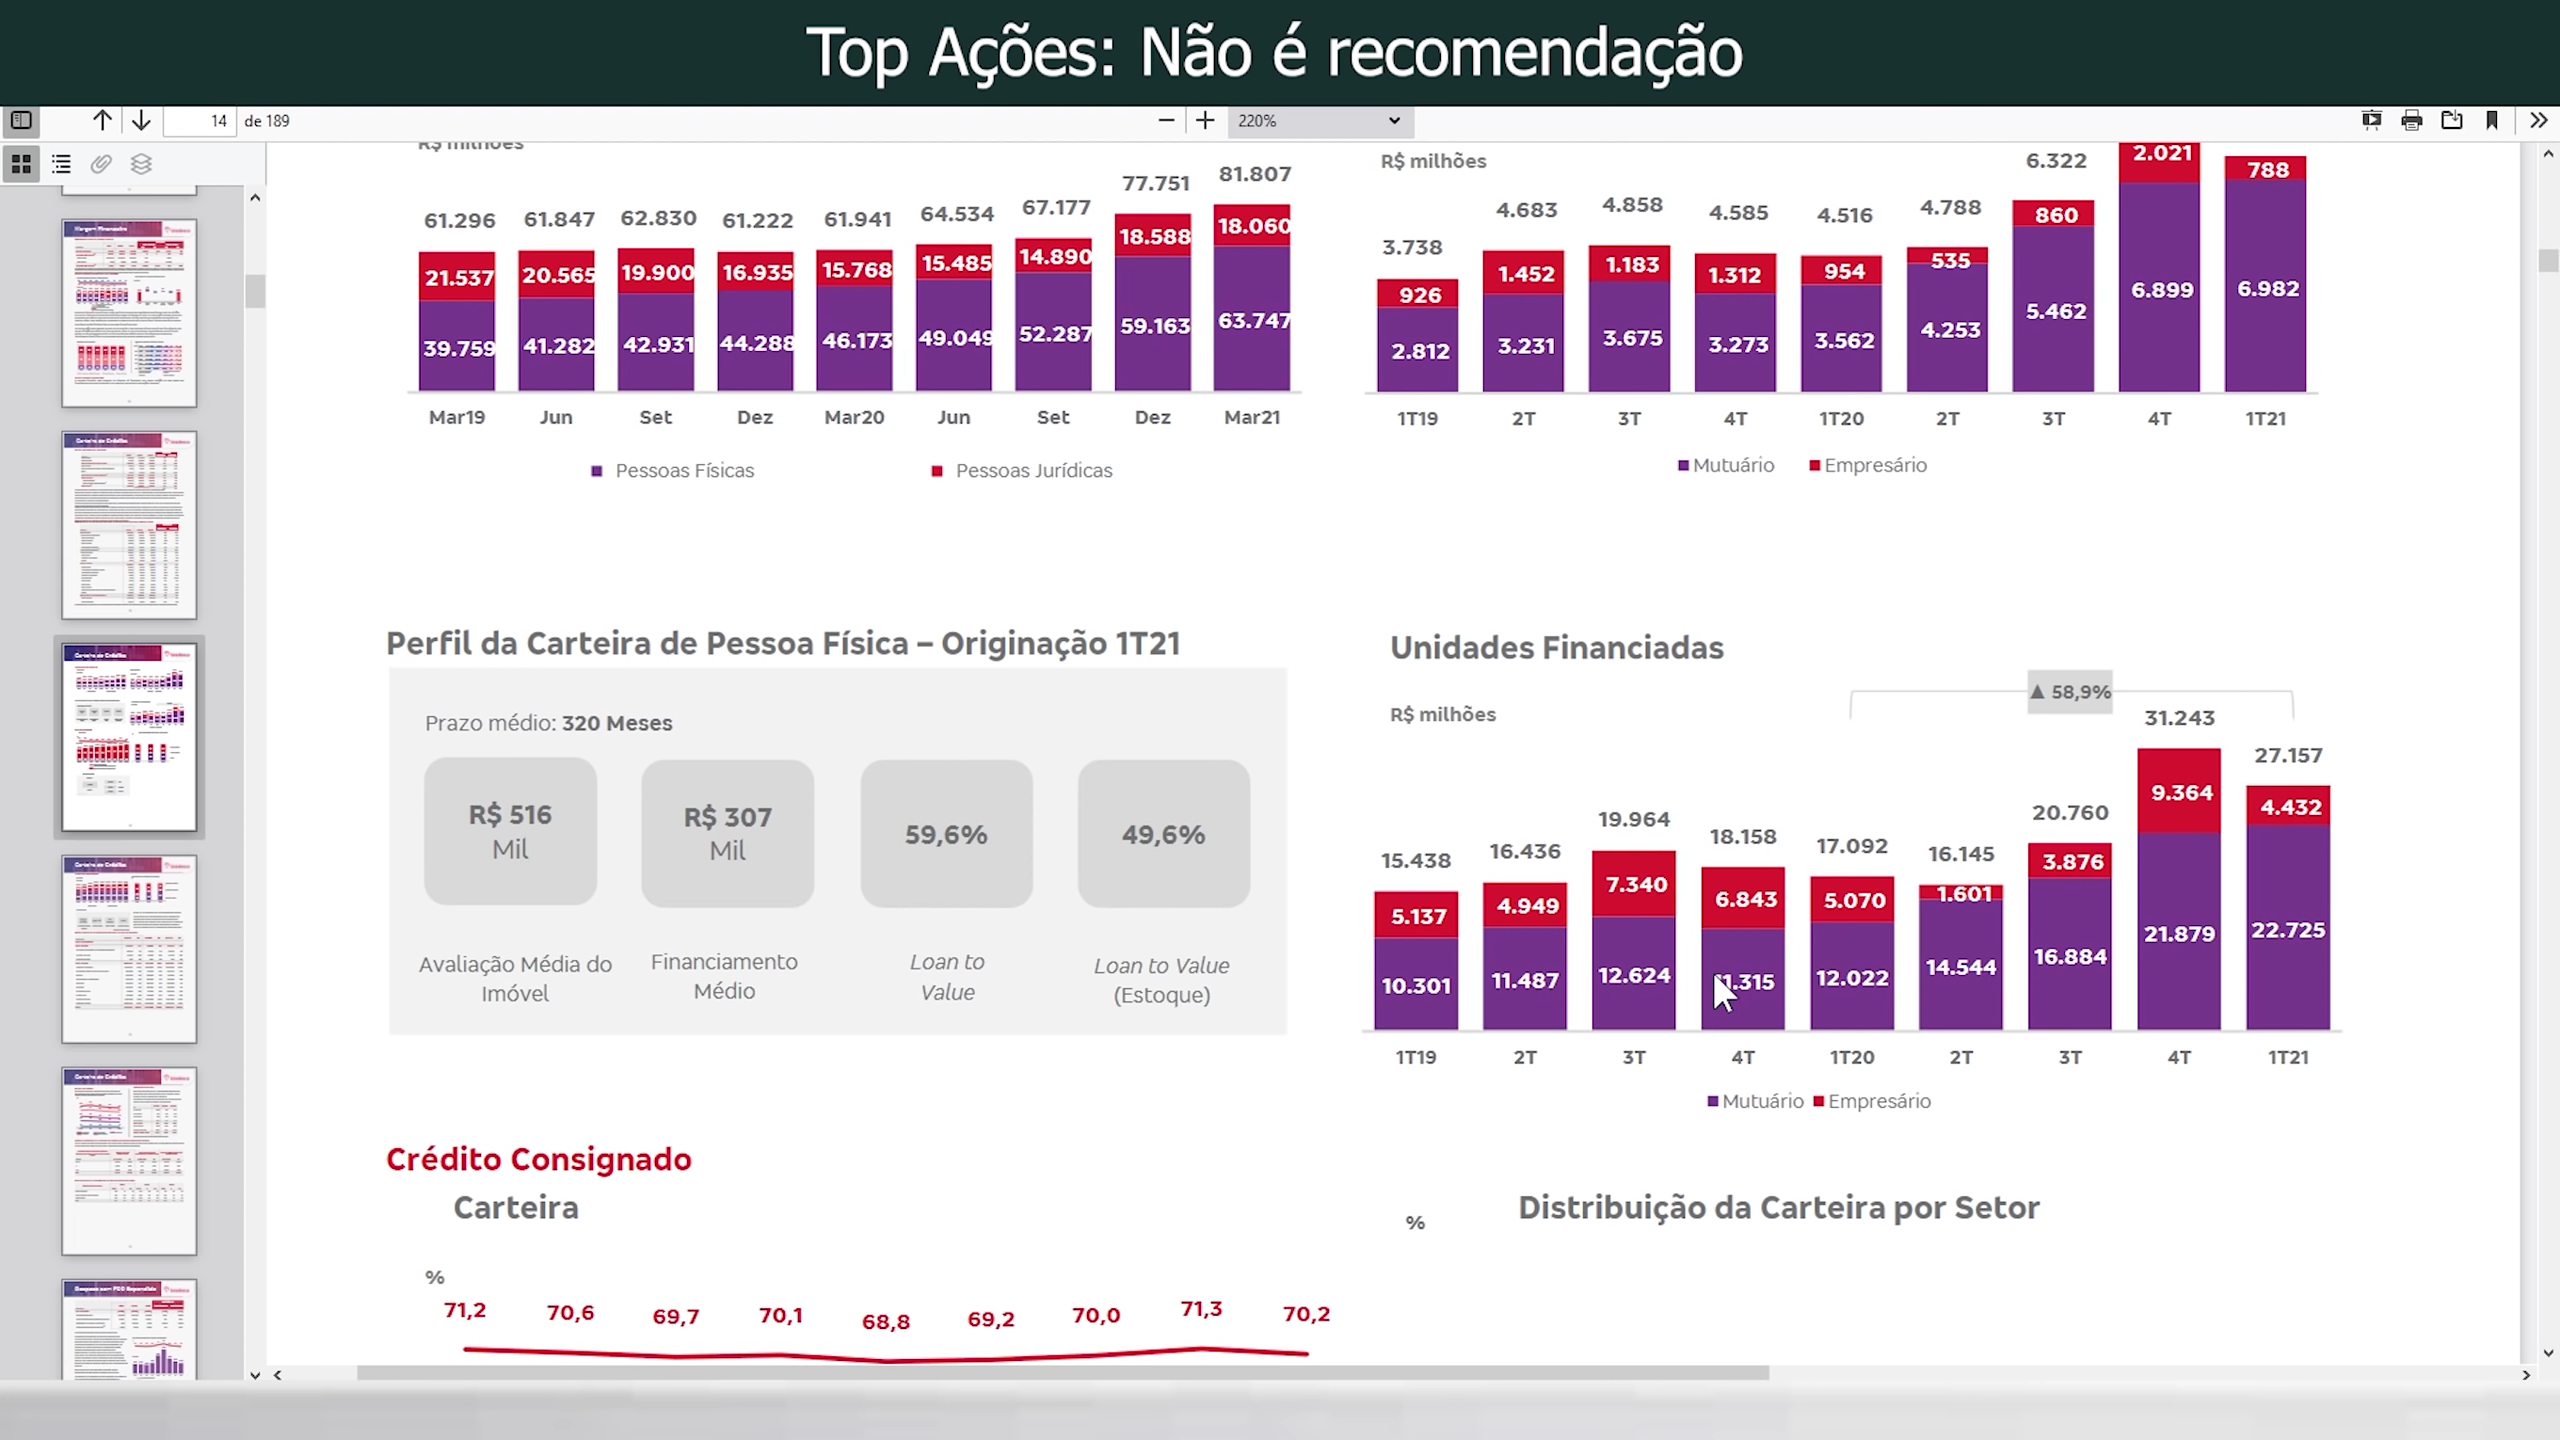 Top Ações: Não é recomendação
14 de 189
220%
R$ milhões
61.296 61.847 62.830 61.222 61.941 64.534 67.177 77.751 81.807
21.537 20.565 19.900 16.935 15.768 15.485 14.890 18.588 18.060
39.759 41.282 42.931 44.288 46.173 49.049 52.287 59.163 63.747
Mar19 Jun Set Dez Mar20 Jun Set Dez Mar21
Pessoas Físicas Pessoas Jurídicas
R$ milhões
3.738 4.683 4.858 4.585 4.516 4.788 6.322
926 1.452 1.183 1.312 954 535 860 2.021 788
2.812 3.231 3.675 3.273 3.562 4.253 5.462 6.899 6.982
1T19 2T 3T 4T 1T20 2T 3T 4T 1T21
Mutuário Empresário
Perfil da Carteira de Pessoa Física – Originação 1T21
Prazo médio: 320 Meses
R$ 516
Mil
R$ 307
Mil
59,6%
49,6%
Avaliação Média do
Imóvel
Financiamento
Médio
Loan to
Value
Loan to Value
(Estoque)
Unidades Financiadas
R$ milhões
▲ 58,9%
15.438 16.436 19.964 18.158 17.092 16.145 20.760 31.243 27.157
5.137 4.949 7.340 6.843 5.070 1.601 3.876 9.364 4.432
10.301 11.487 12.624 11.315 12.022 14.544 16.884 21.879 22.725
1T19 2T 3T 4T 1T20 2T 3T 4T 1T21
Mutuário Empresário
Crédito Consignado
Carteira
%
71,2 70,6 69,7 70,1 68,8 69,2 70,0 71,3 70,2
Distribuição da Carteira por Setor
%